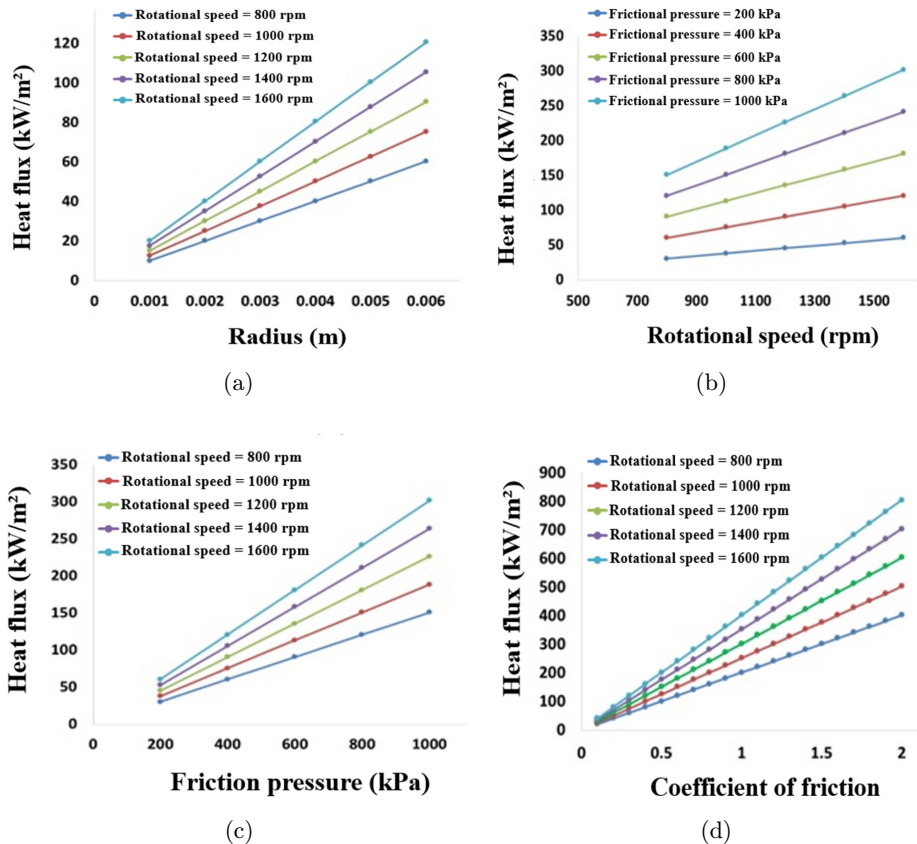 Rotational speed = 800 rpm
Rotational speed = 1000 rpm
Rotational speed = 1200 rpm
Rotational speed = 1400 rpm
Rotational speed = 1600 rpm
Heat flux (kW/m²)
120
100
80
60
40
20
0
0 0.001 0.002 0.003 0.004 0.005 0.006
Radius (m)
(a)
Frictional pressure = 200 kPa
Frictional pressure = 400 kPa
Frictional pressure = 600 kPa
Frictional pressure = 800 kPa
Frictional pressure = 1000 kPa
Heat flux (kW/m²)
350
300
250
200
150
100
50
0
500 700 900 1100 1300 1500
Rotational speed (rpm)
(b)
Rotational speed = 800 rpm
Rotational speed = 1000 rpm
Rotational speed = 1200 rpm
Rotational speed = 1400 rpm
Rotational speed = 1600 rpm
Heat flux (kW/m²)
350
300
250
200
150
100
50
0
0 200 400 600 800 1000
Friction pressure (kPa)
(c)
Rotational speed = 800 rpm
Rotational speed = 1000 rpm
Rotational speed = 1200 rpm
Rotational speed = 1400 rpm
Rotational speed = 1600 rpm
Heat flux (kW/m²)
900
800
700
600
500
400
300
200
100
0
0 0.5 1 1.5 2
Coefficient of friction
(d)